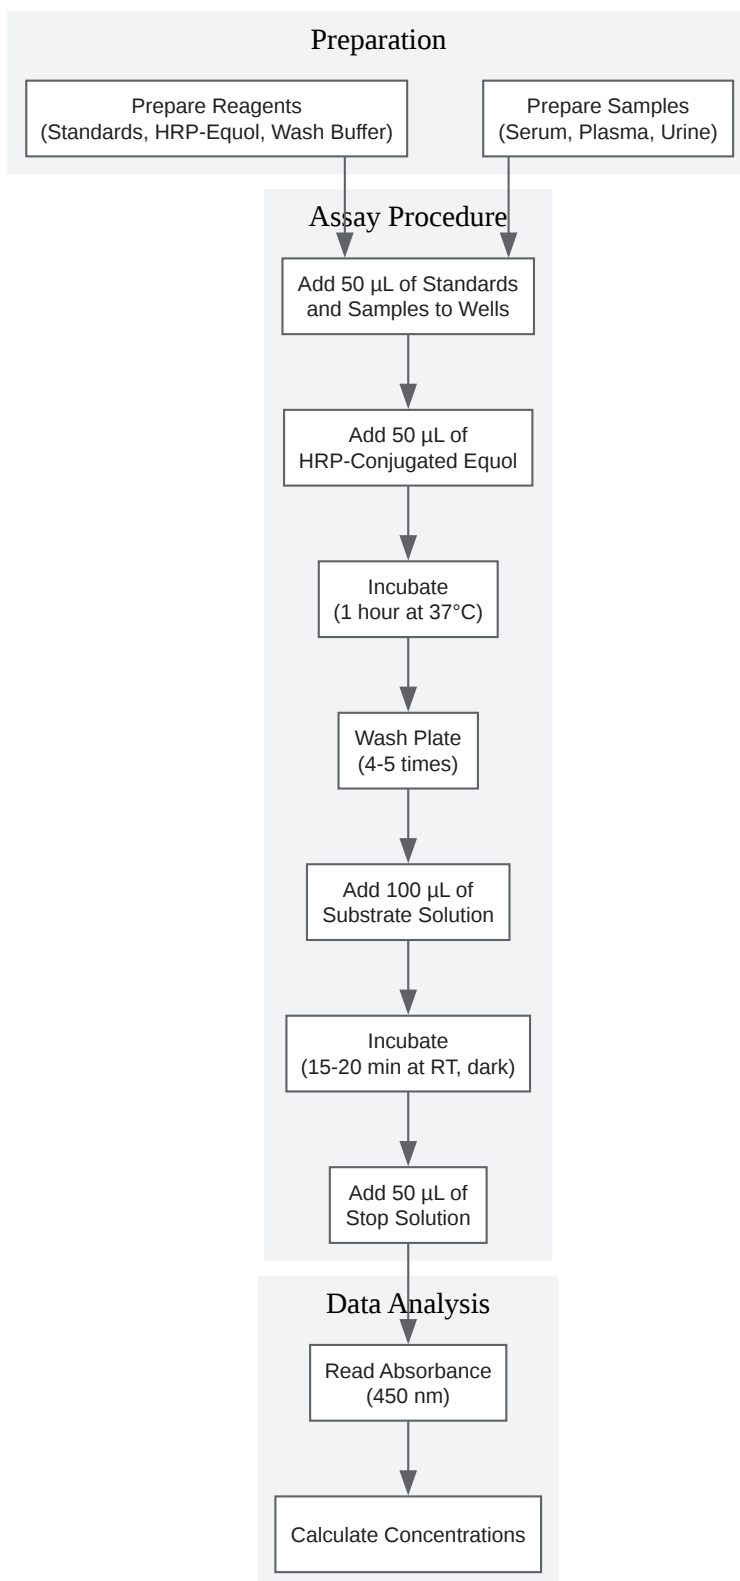 Preparation
Prepare Reagents
(Standards, HRP-Equol, Wash Buffer)
Prepare Samples
(Serum, Plasma, Urine)
Assay Procedure
Add 50 µL of Standards
and Samples to Wells
Add 50 µL of
HRP-Conjugated Equol
Incubate
(1 hour at 37°C)
Wash Plate
(4-5 times)
Add 100 µL of
Substrate Solution
Incubate
(15-20 min at RT, dark)
Add 50 µL of
Stop Solution
Data Analysis
Read Absorbance
(450 nm)
Calculate Concentrations